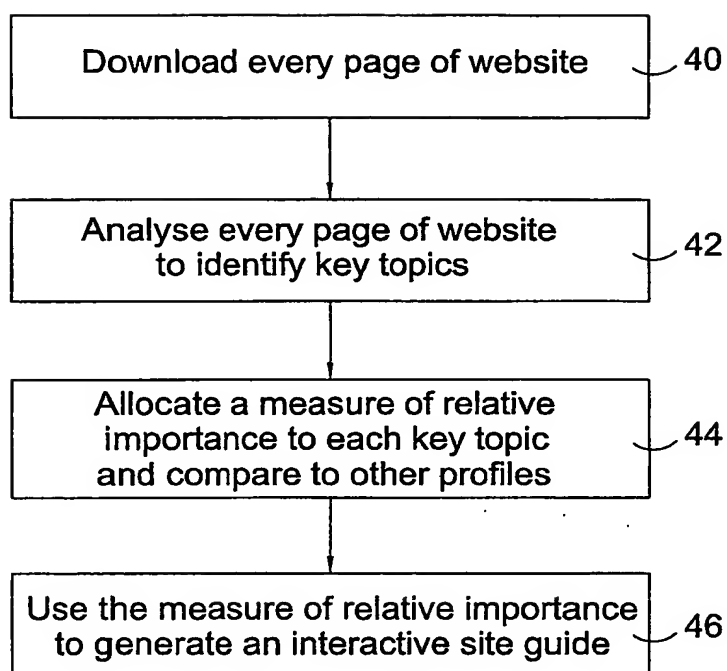 Download every page of website
40
Analyse every page of website
to identify key topics
42
Allocate a measure of relative
importance to each key topic
and compare to other profiles
44
Use the measure of relative importance
to generate an interactive site guide
46